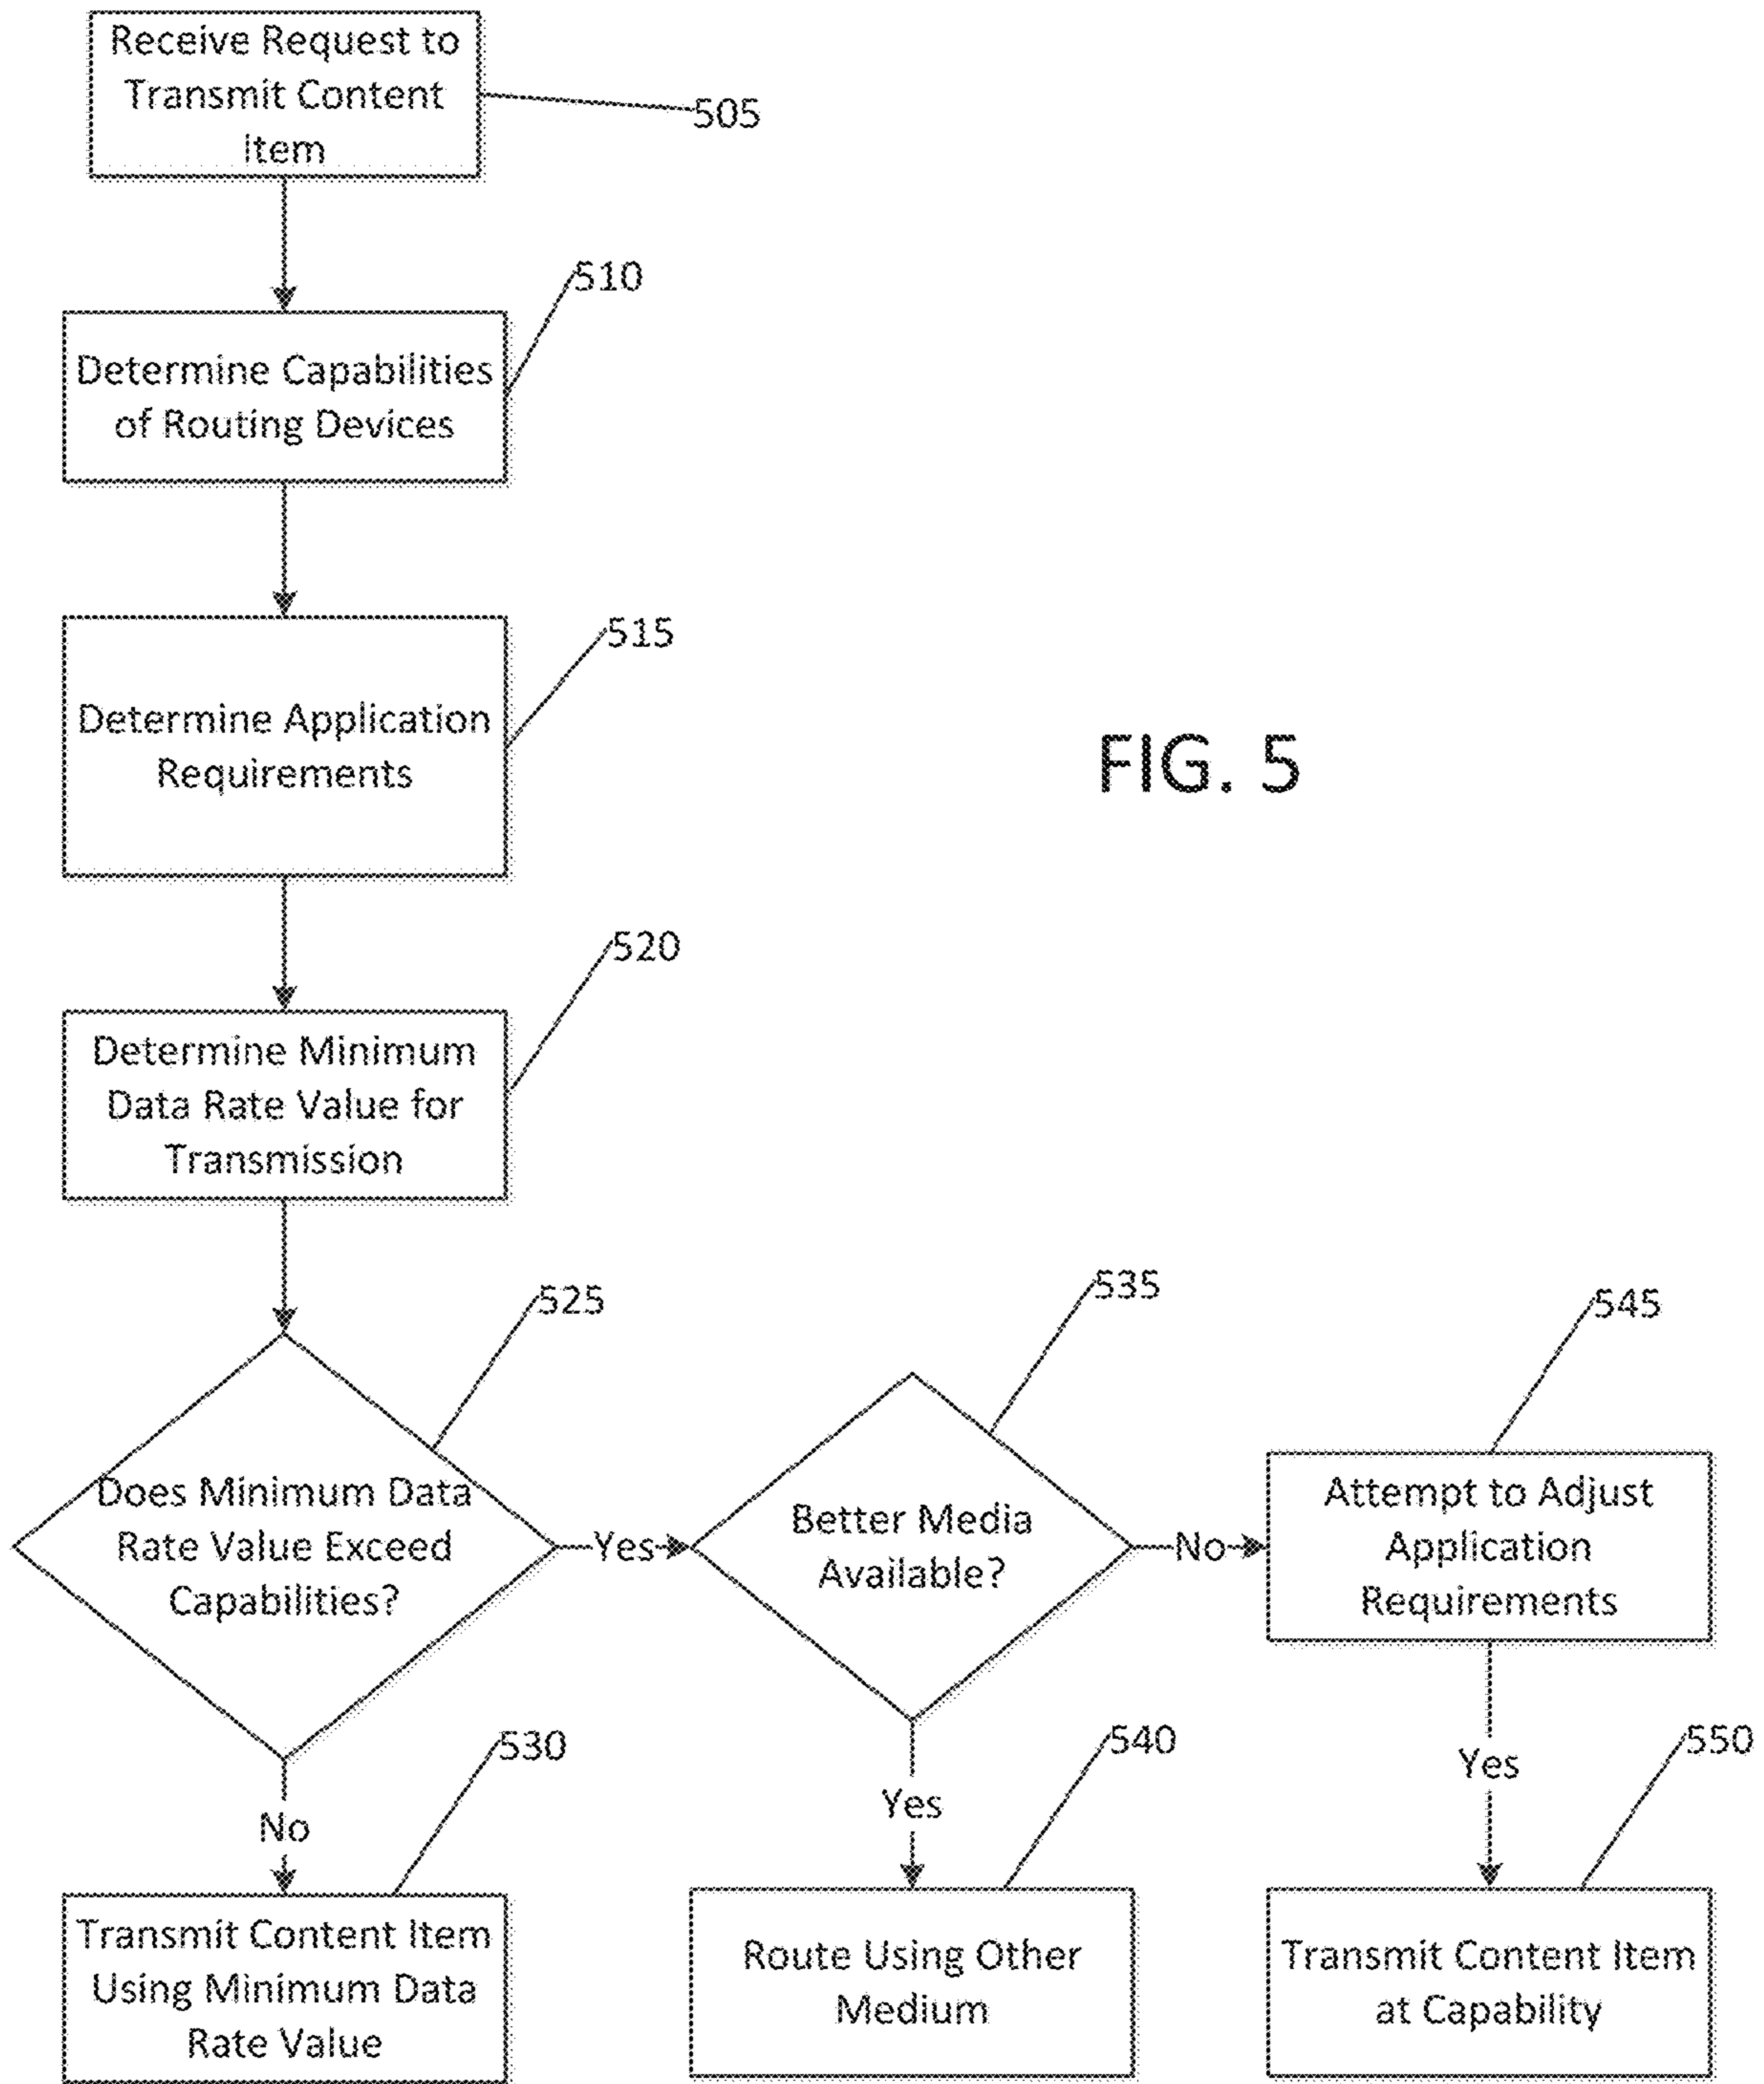 Receive Request to
Transmit Content
Item
505
510
Determine Capabilities
of Routing Devices
515
Determine Application
Requirements
FIG. 5
520
Determine Minimum
Data Rate Value for
Transmission
525
Does Minimum Data
Rate Value Exceed
Capabilities?
Yes
535
Better Media
Available?
No
545
Attempt to Adjust
Application
Requirements
No
530
Transmit Content Item
Using Minimum Data
Rate Value
Yes
540
Route Using Other
Medium
Yes
550
Transmit Content Item
at Capability